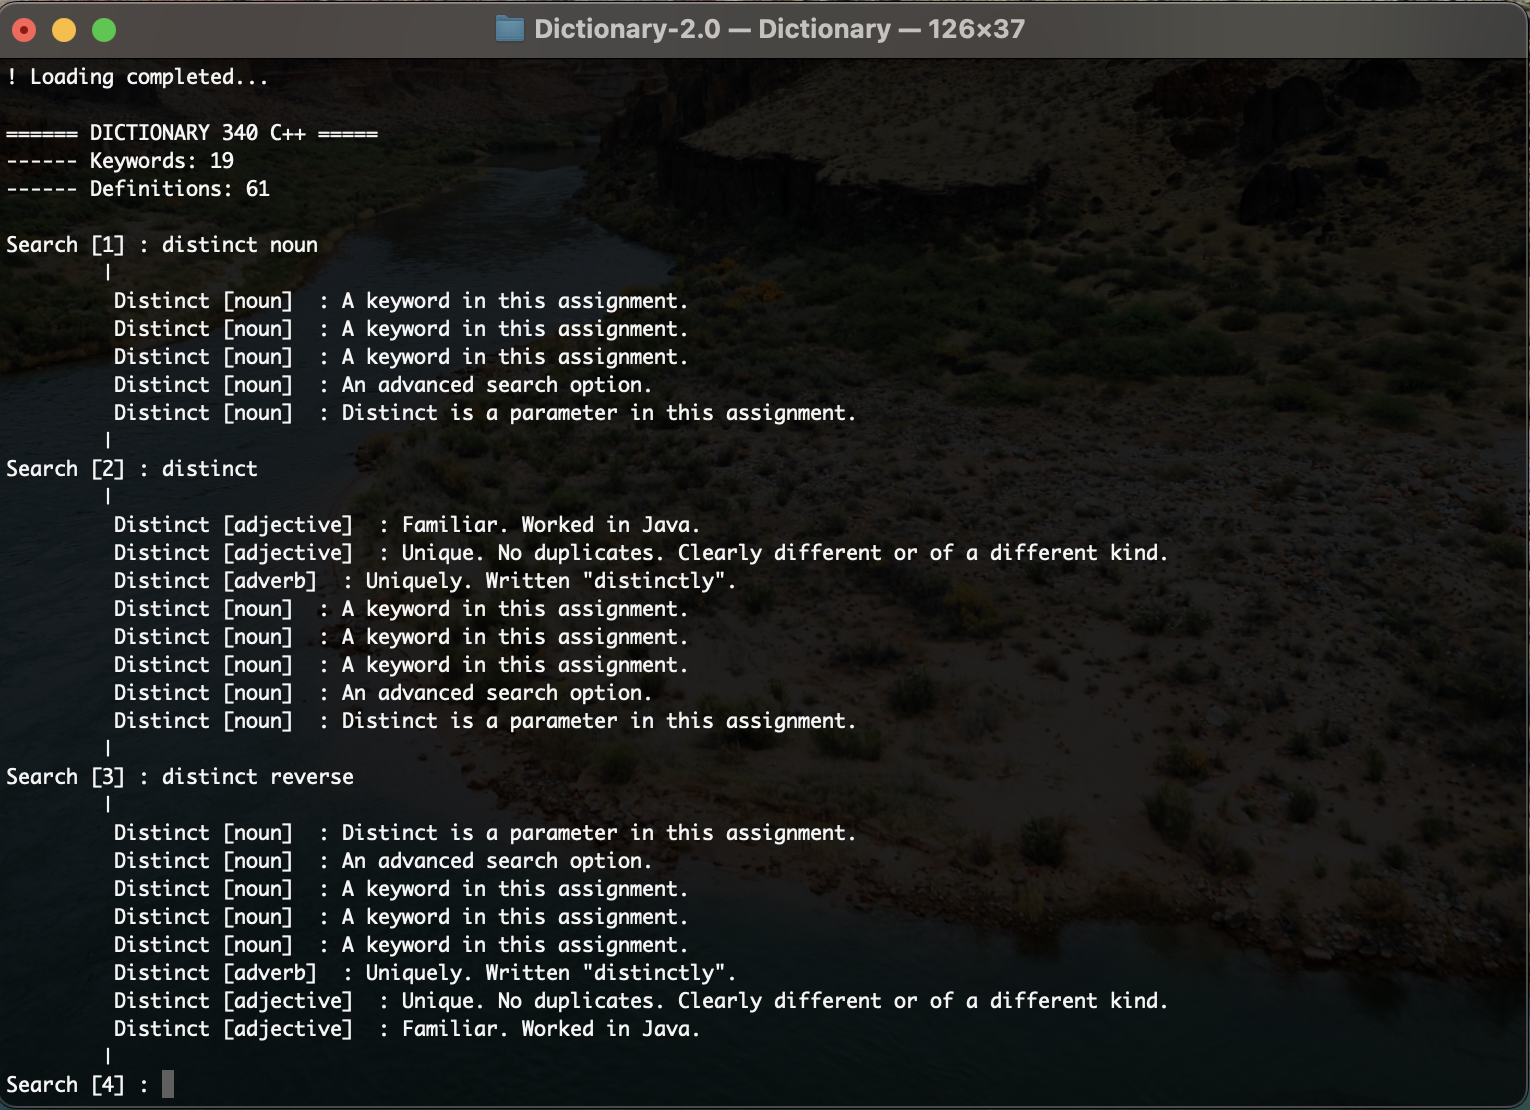 Dictionary-2.0 — Dictionary — 126×37
! Loading completed...
====== DICTIONARY 340 C++ =====
------ Keywords: 19
------ Definitions: 61
Search [1] : distinct noun
|
Distinct [noun]  : A keyword in this assignment.
Distinct [noun]  : A keyword in this assignment.
Distinct [noun]  : A keyword in this assignment.
Distinct [noun]  : An advanced search option.
Distinct [noun]  : Distinct is a parameter in this assignment.
|
Search [2] : distinct
|
Distinct [adjective]  : Familiar. Worked in Java.
Distinct [adjective]  : Unique. No duplicates. Clearly different or of a different kind.
Distinct [adverb]  : Uniquely. Written "distinctly".
Distinct [noun]  : A keyword in this assignment.
Distinct [noun]  : A keyword in this assignment.
Distinct [noun]  : A keyword in this assignment.
Distinct [noun]  : An advanced search option.
Distinct [noun]  : Distinct is a parameter in this assignment.
|
Search [3] : distinct reverse
|
Distinct [noun]  : Distinct is a parameter in this assignment.
Distinct [noun]  : An advanced search option.
Distinct [noun]  : A keyword in this assignment.
Distinct [noun]  : A keyword in this assignment.
Distinct [noun]  : A keyword in this assignment.
Distinct [adverb]  : Uniquely. Written "distinctly".
Distinct [adjective]  : Unique. No duplicates. Clearly different or of a different kind.
Distinct [adjective]  : Familiar. Worked in Java.
|
Search [4] :